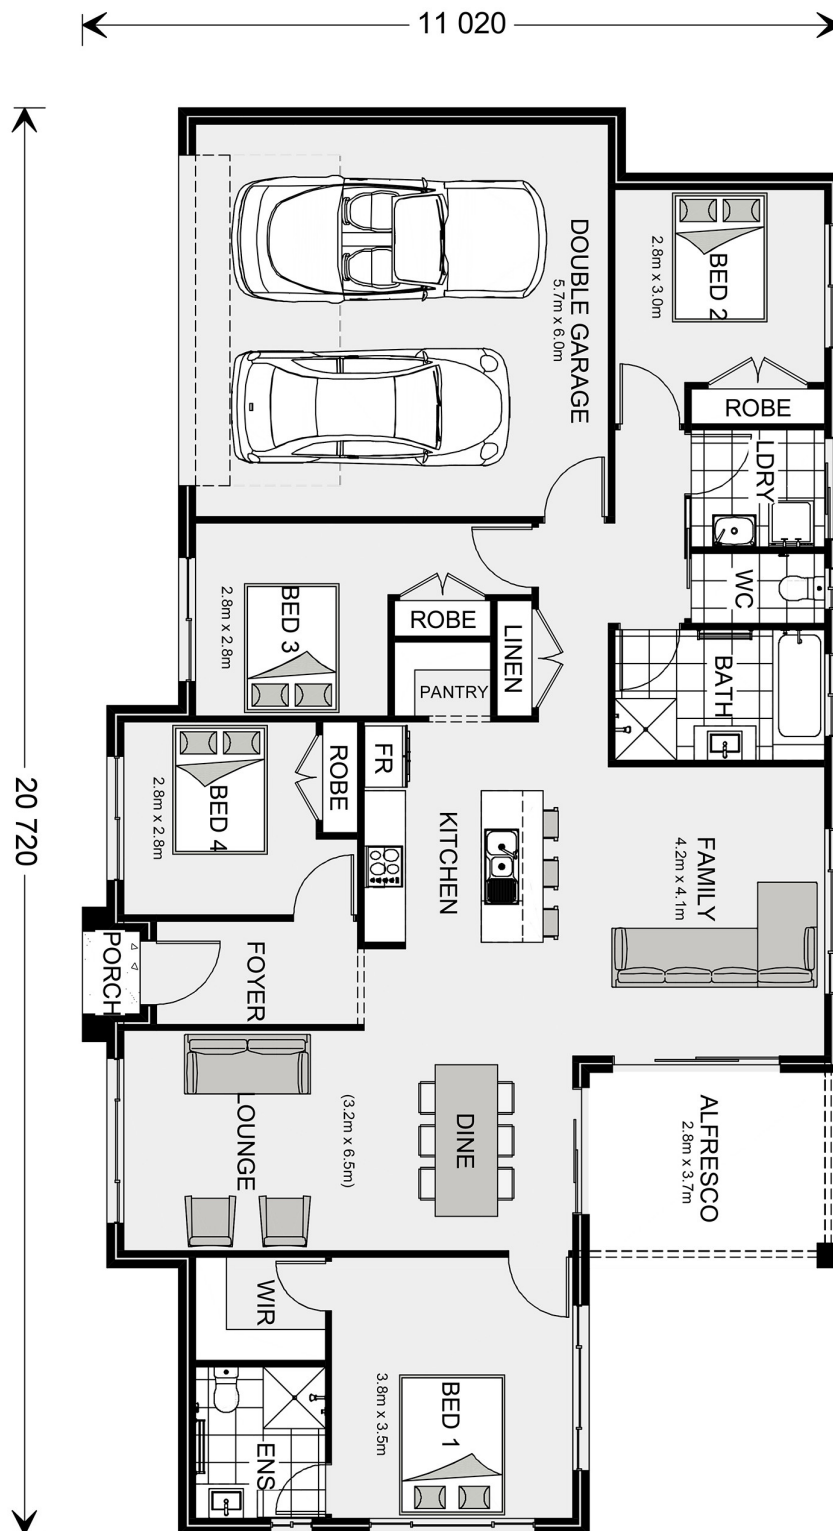 11 020
20 720
DOUBLE GARAGE
5.7m x 6.0m
BED 2
2.8m x 3.0m
ROBE
LDRY
WC
BATH
BED 3
2.8m x 2.8m
ROBE
LINEN
PANTRY
FR
ROBE
BED 4
2.8m x 2.8m
KITCHEN
FAMILY
4.2m x 4.1m
PORCH
FOYER
LOUNGE
(3.2m x 6.5m)
DINE
ALFRESCO
2.8m x 3.7m
WIR
ENS
BED 1
3.8m x 3.5m